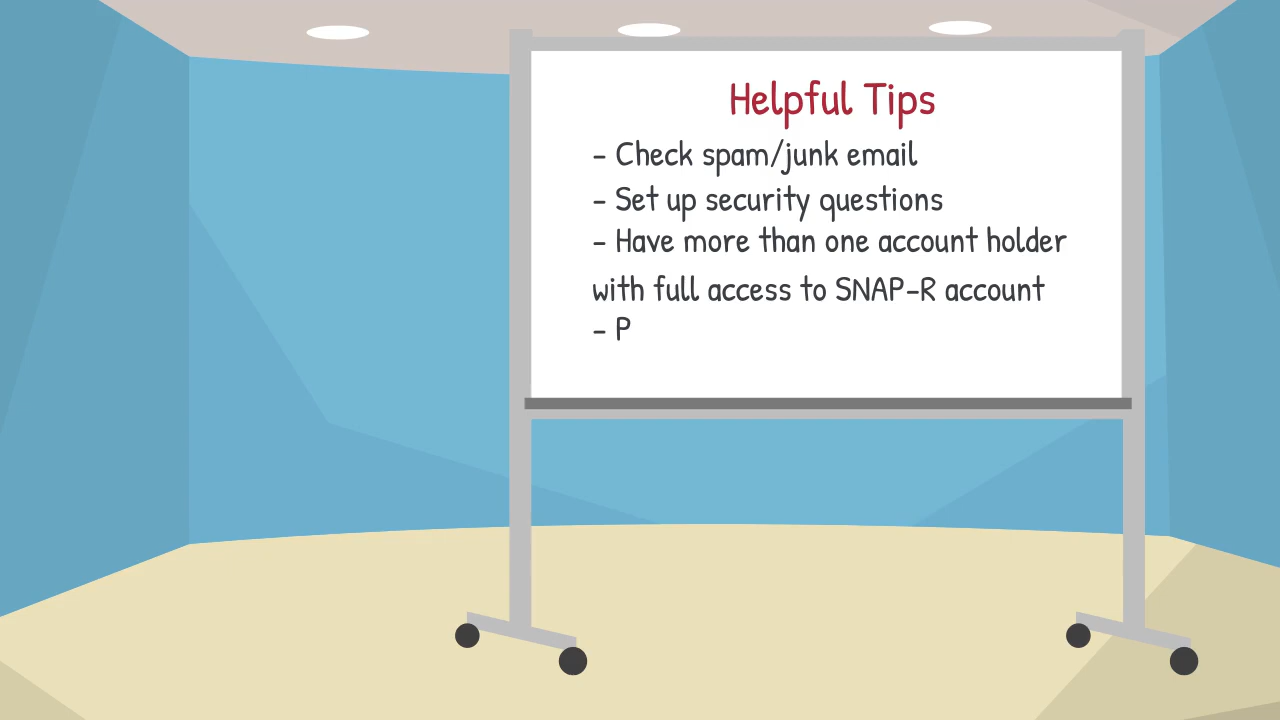 Helpful Tips
- Check spam/junk email
- Set up security questions
- Have more than one account holder
with full access to SNAP-R account
- P